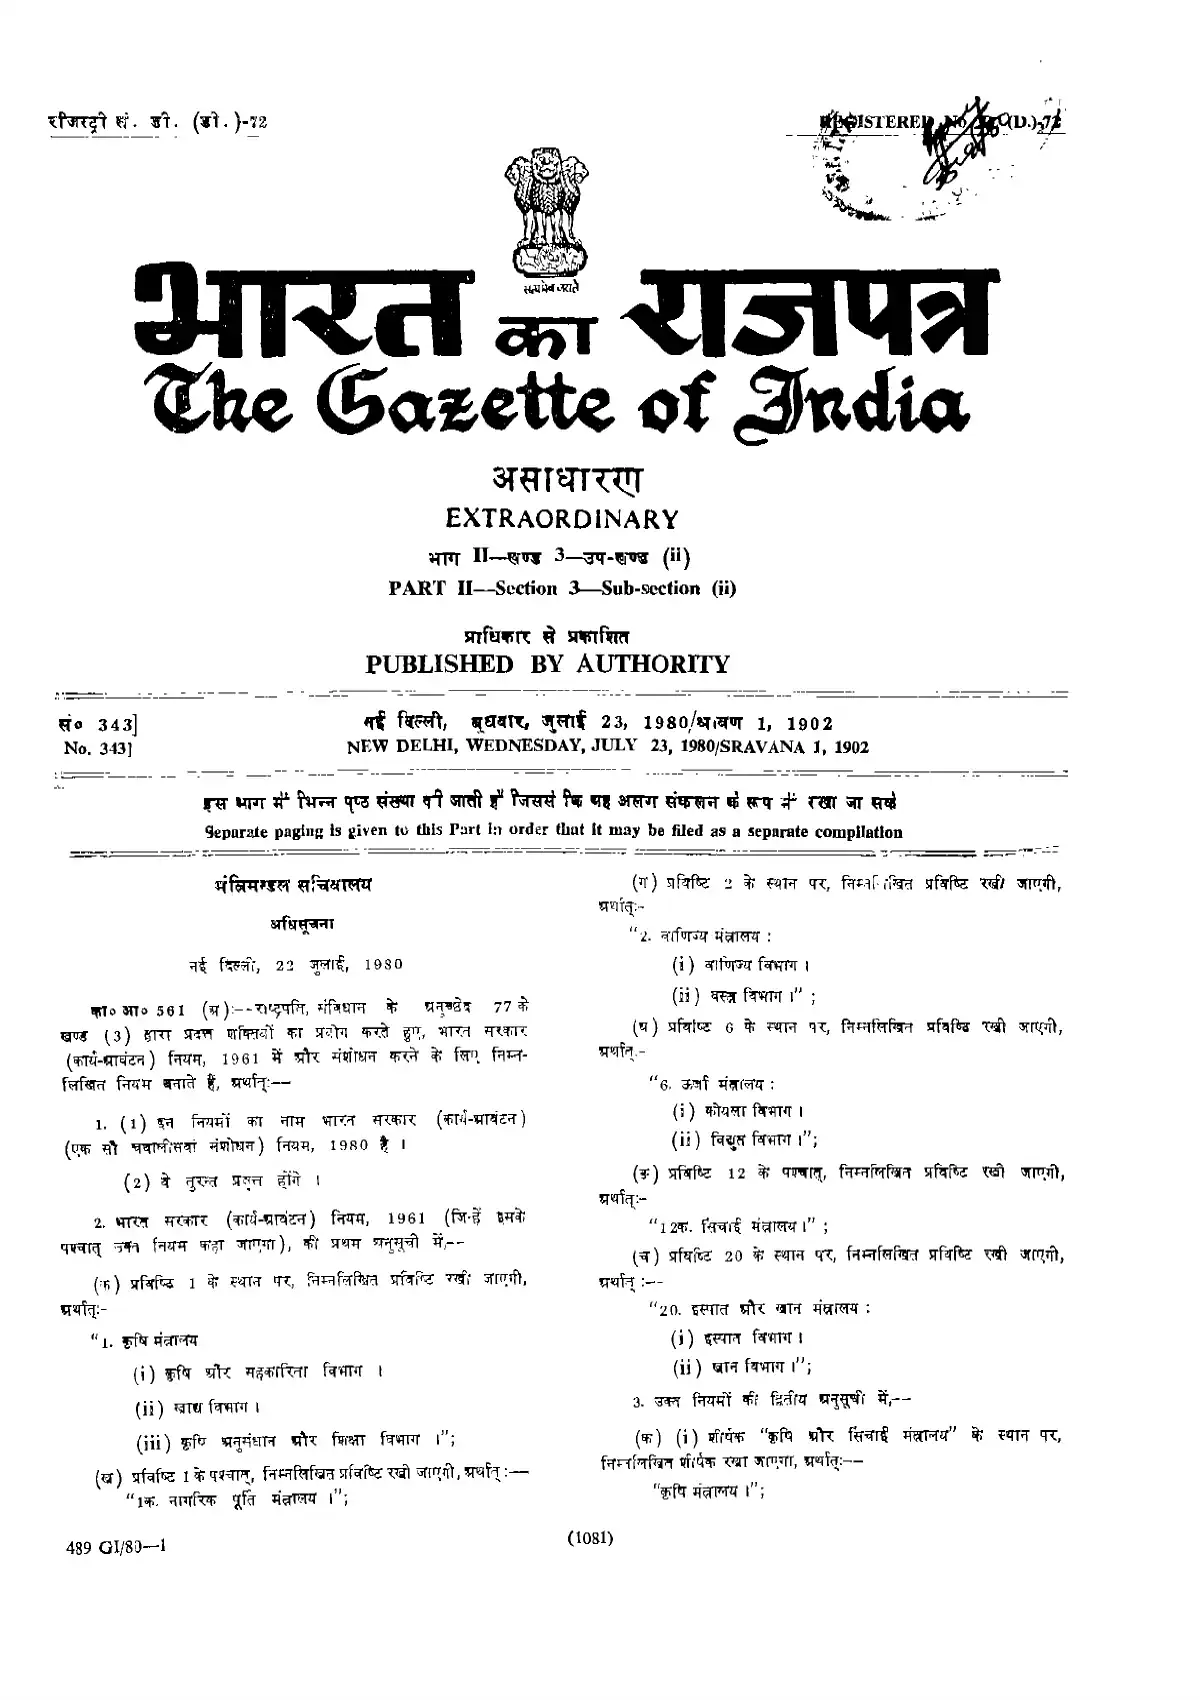 रजिस्ट्री सं. डी. (डी.)-72
REGISTERED No. D. (D.)-72
सत्यमेव जयते
भारत का राजपत्र
The Gazette of India
असाधारण
EXTRAORDINARY
भाग II—खण्ड 3—उप-खण्ड (ii)
PART II—Section 3—Sub-section (ii)
प्राधिकार से प्रकाशित
PUBLISHED BY AUTHORITY
सं० 343]
नई दिल्ली, बुधवार, जुलाई 23, 1980/श्रावण 1, 1902
No. 343]
NEW DELHI, WEDNESDAY, JULY 23, 1980/SRAVANA 1, 1902
इस भाग में भिन्न पृष्ठ संख्या दी जाती है जिससे कि यह अलग संकलन के रूप में रखा जा सके
Separate paging is given to this Part in order that it may be filed as a separate compilation
मंत्रिमण्डल सचिवालय
अधिसूचना
नई दिल्ली, 22 जुलाई, 1980
का० आ० 561 (अ):--राष्ट्रपति, संविधान के अनुच्छेद 77 के
खण्ड (3) द्वारा प्रदत्त शक्तियों का प्रयोग करते हुए, भारत सरकार
(कार्य-आवंटन) नियम, 1961 में और संशोधन करने के लिए निम्न-
लिखित नियम बनाते हैं, अर्थात्:--
1. (1) इन नियमों का नाम भारत सरकार (कार्य-आवंटन)
(एक सौ चवालीसवां संशोधन) नियम, 1980 है ।
(2) ये तुरन्त प्रवृत्त होंगे ।
2. भारत सरकार (कार्य-आवंटन) नियम, 1961 (जिन्हें इसके
पश्चात् उक्त नियम कहा जाएगा), की प्रथम अनुसूची में,--
(क) प्रविष्टि 1 के स्थान पर, निम्नलिखित प्रविष्टि रखी जाएगी,
अर्थात्:-
"1. कृषि मंत्रालय
(i) कृषि और सहकारिता विभाग ।
(ii) खाद्य विभाग ।
(iii) कृषि अनुसंधान और शिक्षा विभाग ।";
(ख) प्रविष्टि 1 के पश्चात्, निम्नलिखित प्रविष्टि रखी जाएगी, अर्थात् :--
"1क. नागरिक पूर्ति मंत्रालय ।";
(ग) प्रविष्टि 2 के स्थान पर, निम्नलिखित प्रविष्टि रखी जाएगी,
अर्थात्:-
"2. वाणिज्य मंत्रालय :
(i) वाणिज्य विभाग ।
(ii) वस्त्र विभाग ।" ;
(घ) प्रविष्टि 6 के स्थान पर, निम्नलिखित प्रविष्टि रखी जाएगी,
अर्थात्.-
"6. ऊर्जा मंत्रालय :
(i) कोयला विभाग ।
(ii) विद्युत विभाग ।";
(ङ) प्रविष्टि 12 के पश्चात्, निम्नलिखित प्रविष्टि रखी जाएगी,
अर्थात्:-
"12क. सिंचाई मंत्रालय ।" ;
(च) प्रविष्टि 20 के स्थान पर, निम्नलिखित प्रविष्टि रखी जाएगी,
अर्थात् :--
"20. इस्पात और खान मंत्रालय :
(i) इस्पात विभाग ।
(ii) खान विभाग ।";
3. उक्त नियमों की द्वितीय अनुसूची में,--
(क) (i) शीर्षक "कृषि और सिंचाई मंत्रालय" के स्थान पर,
निम्नलिखित शीर्षक रखा जाएगा, अर्थात्:--
"कृषि मंत्रालय ।";
489 GI/80—1
(1081)